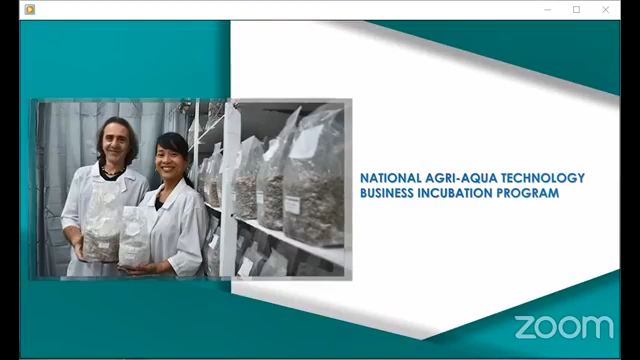 NATIONAL AGRI-AQUA TECHNOLOGY
BUSINESS INCUBATION PROGRAM
zoom